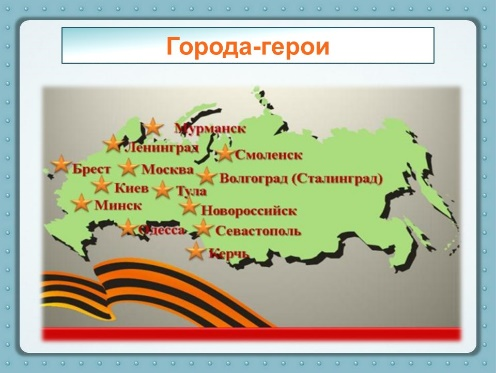 Города-герои
Мурманск
Ленинград
Смоленск
Брест
Москва
Волгоград (Сталинград)
Киев
Тула
Минск
Новороссийск
Одесса
Севастополь
Керчь